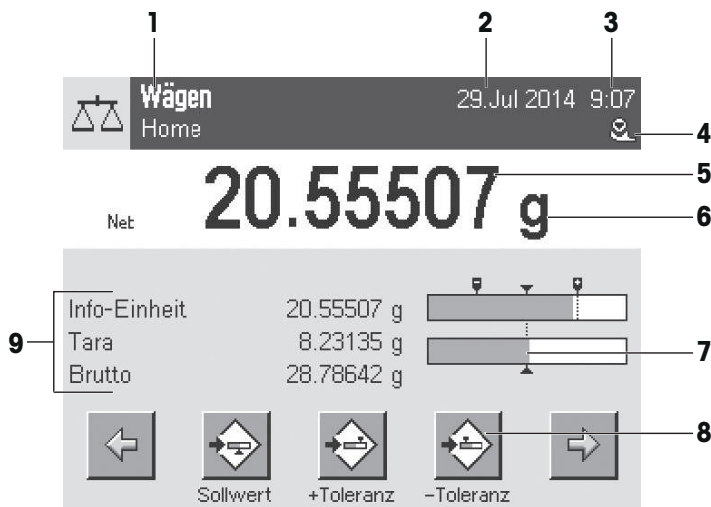 1 2 3
Wägen 29.Jul 2014 9:07
Home
4
Net 20.55507 g
5
6
Info-Einheit 20.55507 g
Tara 8.23135 g
Brutto 28.78642 g
9
7
8
Sollwert +Toleranz −Toleranz